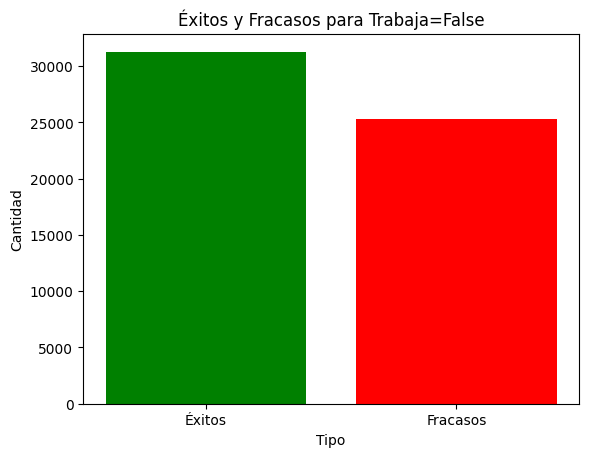 Éxitos y Fracasos para Trabaja=False
Cantidad
30000
25000
20000
15000
10000
5000
0
Éxitos
Fracasos
Tipo